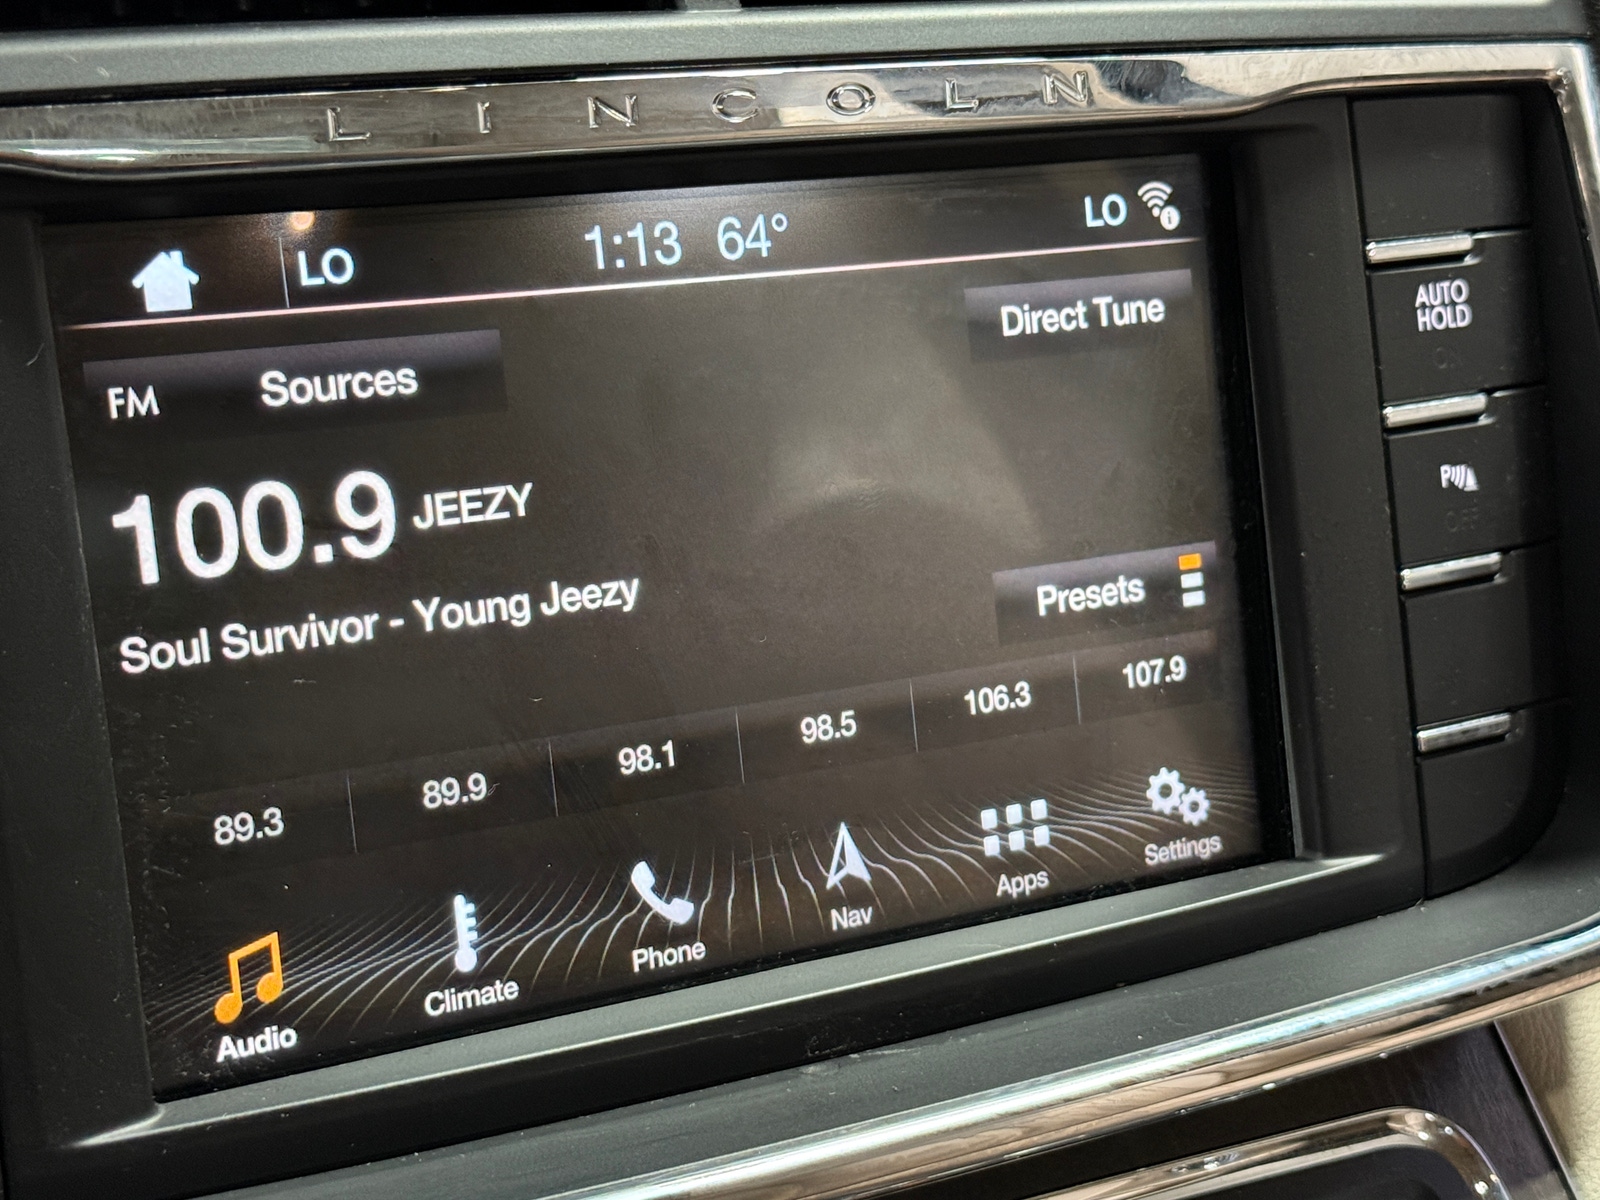 LINCOLN
LO 1:13 64° LO
Direct Tune
FM Sources
100.9 JEEZY
Soul Survivor - Young Jeezy
Presets
89.3 89.9 98.1 98.5 106.3 107.9
Audio Climate Phone Nav Apps Settings
AUTO
HOLD
P
OFF